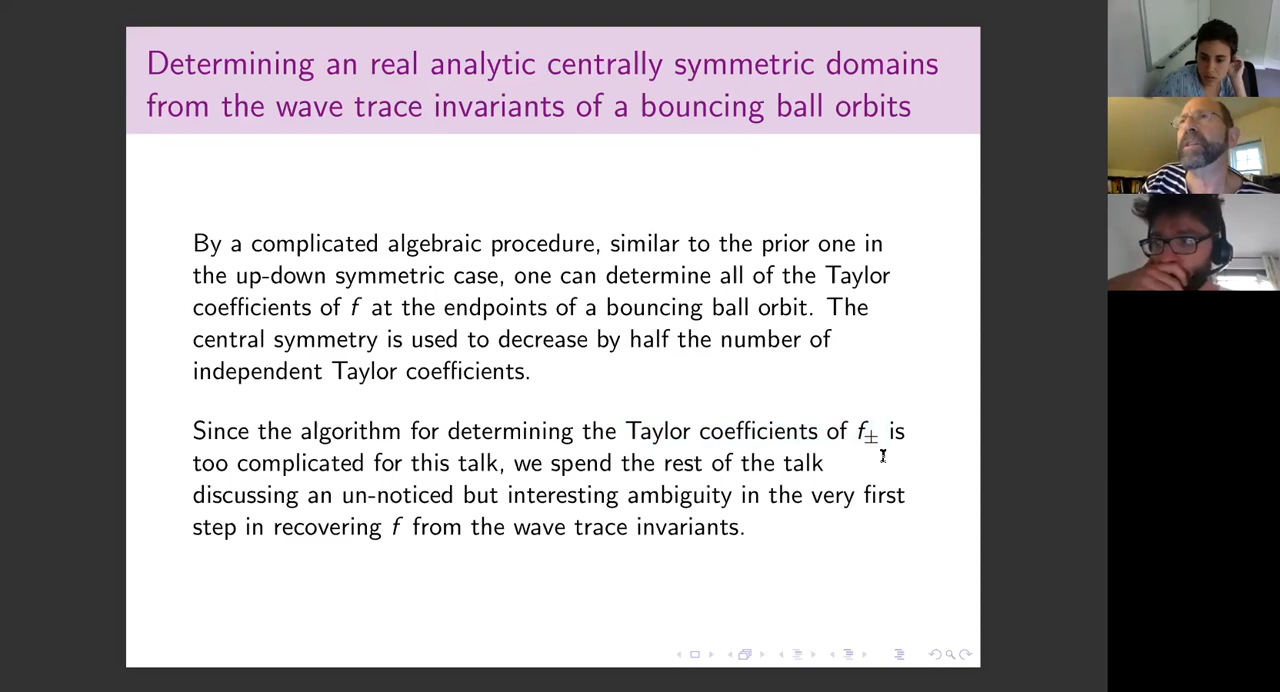 Determining an real analytic centrally symmetric domains
from the wave trace invariants of a bouncing ball orbits
By a complicated algebraic procedure, similar to the prior one in
the up-down symmetric case, one can determine all of the Taylor
coefficients of f at the endpoints of a bouncing ball orbit. The
central symmetry is used to decrease by half the number of
independent Taylor coefficients.
Since the algorithm for determining the Taylor coefficients of f± is
too complicated for this talk, we spend the rest of the talk
discussing an un-noticed but interesting ambiguity in the very first
step in recovering f from the wave trace invariants.